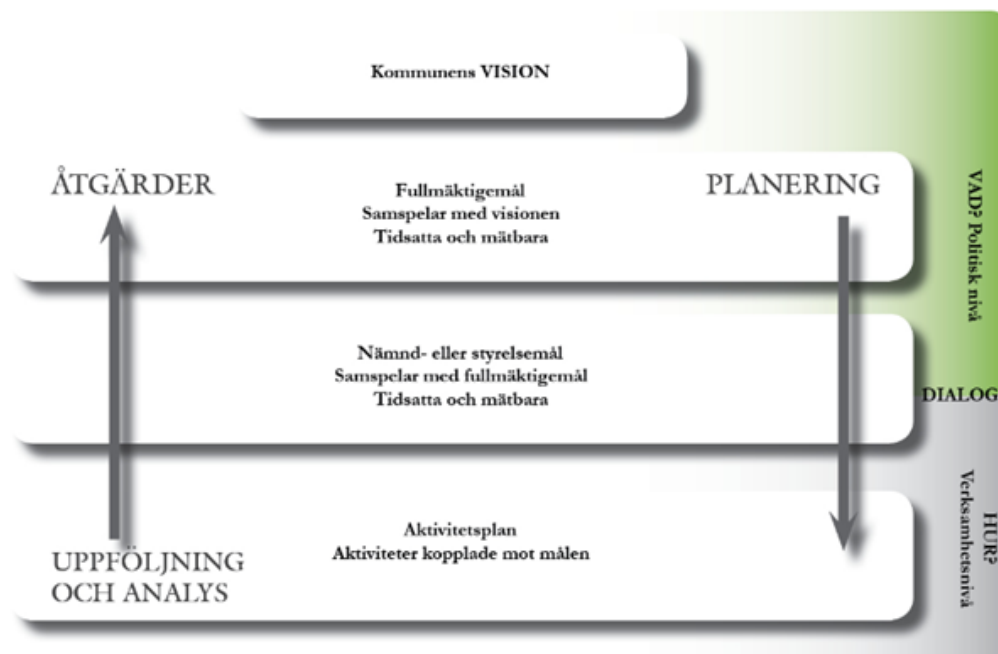 Kommunens VISION
ÅTGÄRDER
PLANERING
Fullmäktigemål
Samspelar med visionen
Tidsatta och mätbara
VAD? Politisk nivå
Nämnd- eller styrelsemål
Samspelar med fullmäktigemål
Tidsatta och mätbara
DIALOG
Aktivitetsplan
Aktiviteter kopplade mot målen
UPPFÖLJNING
OCH ANALYS
HUR?
Verksamhetsnivå